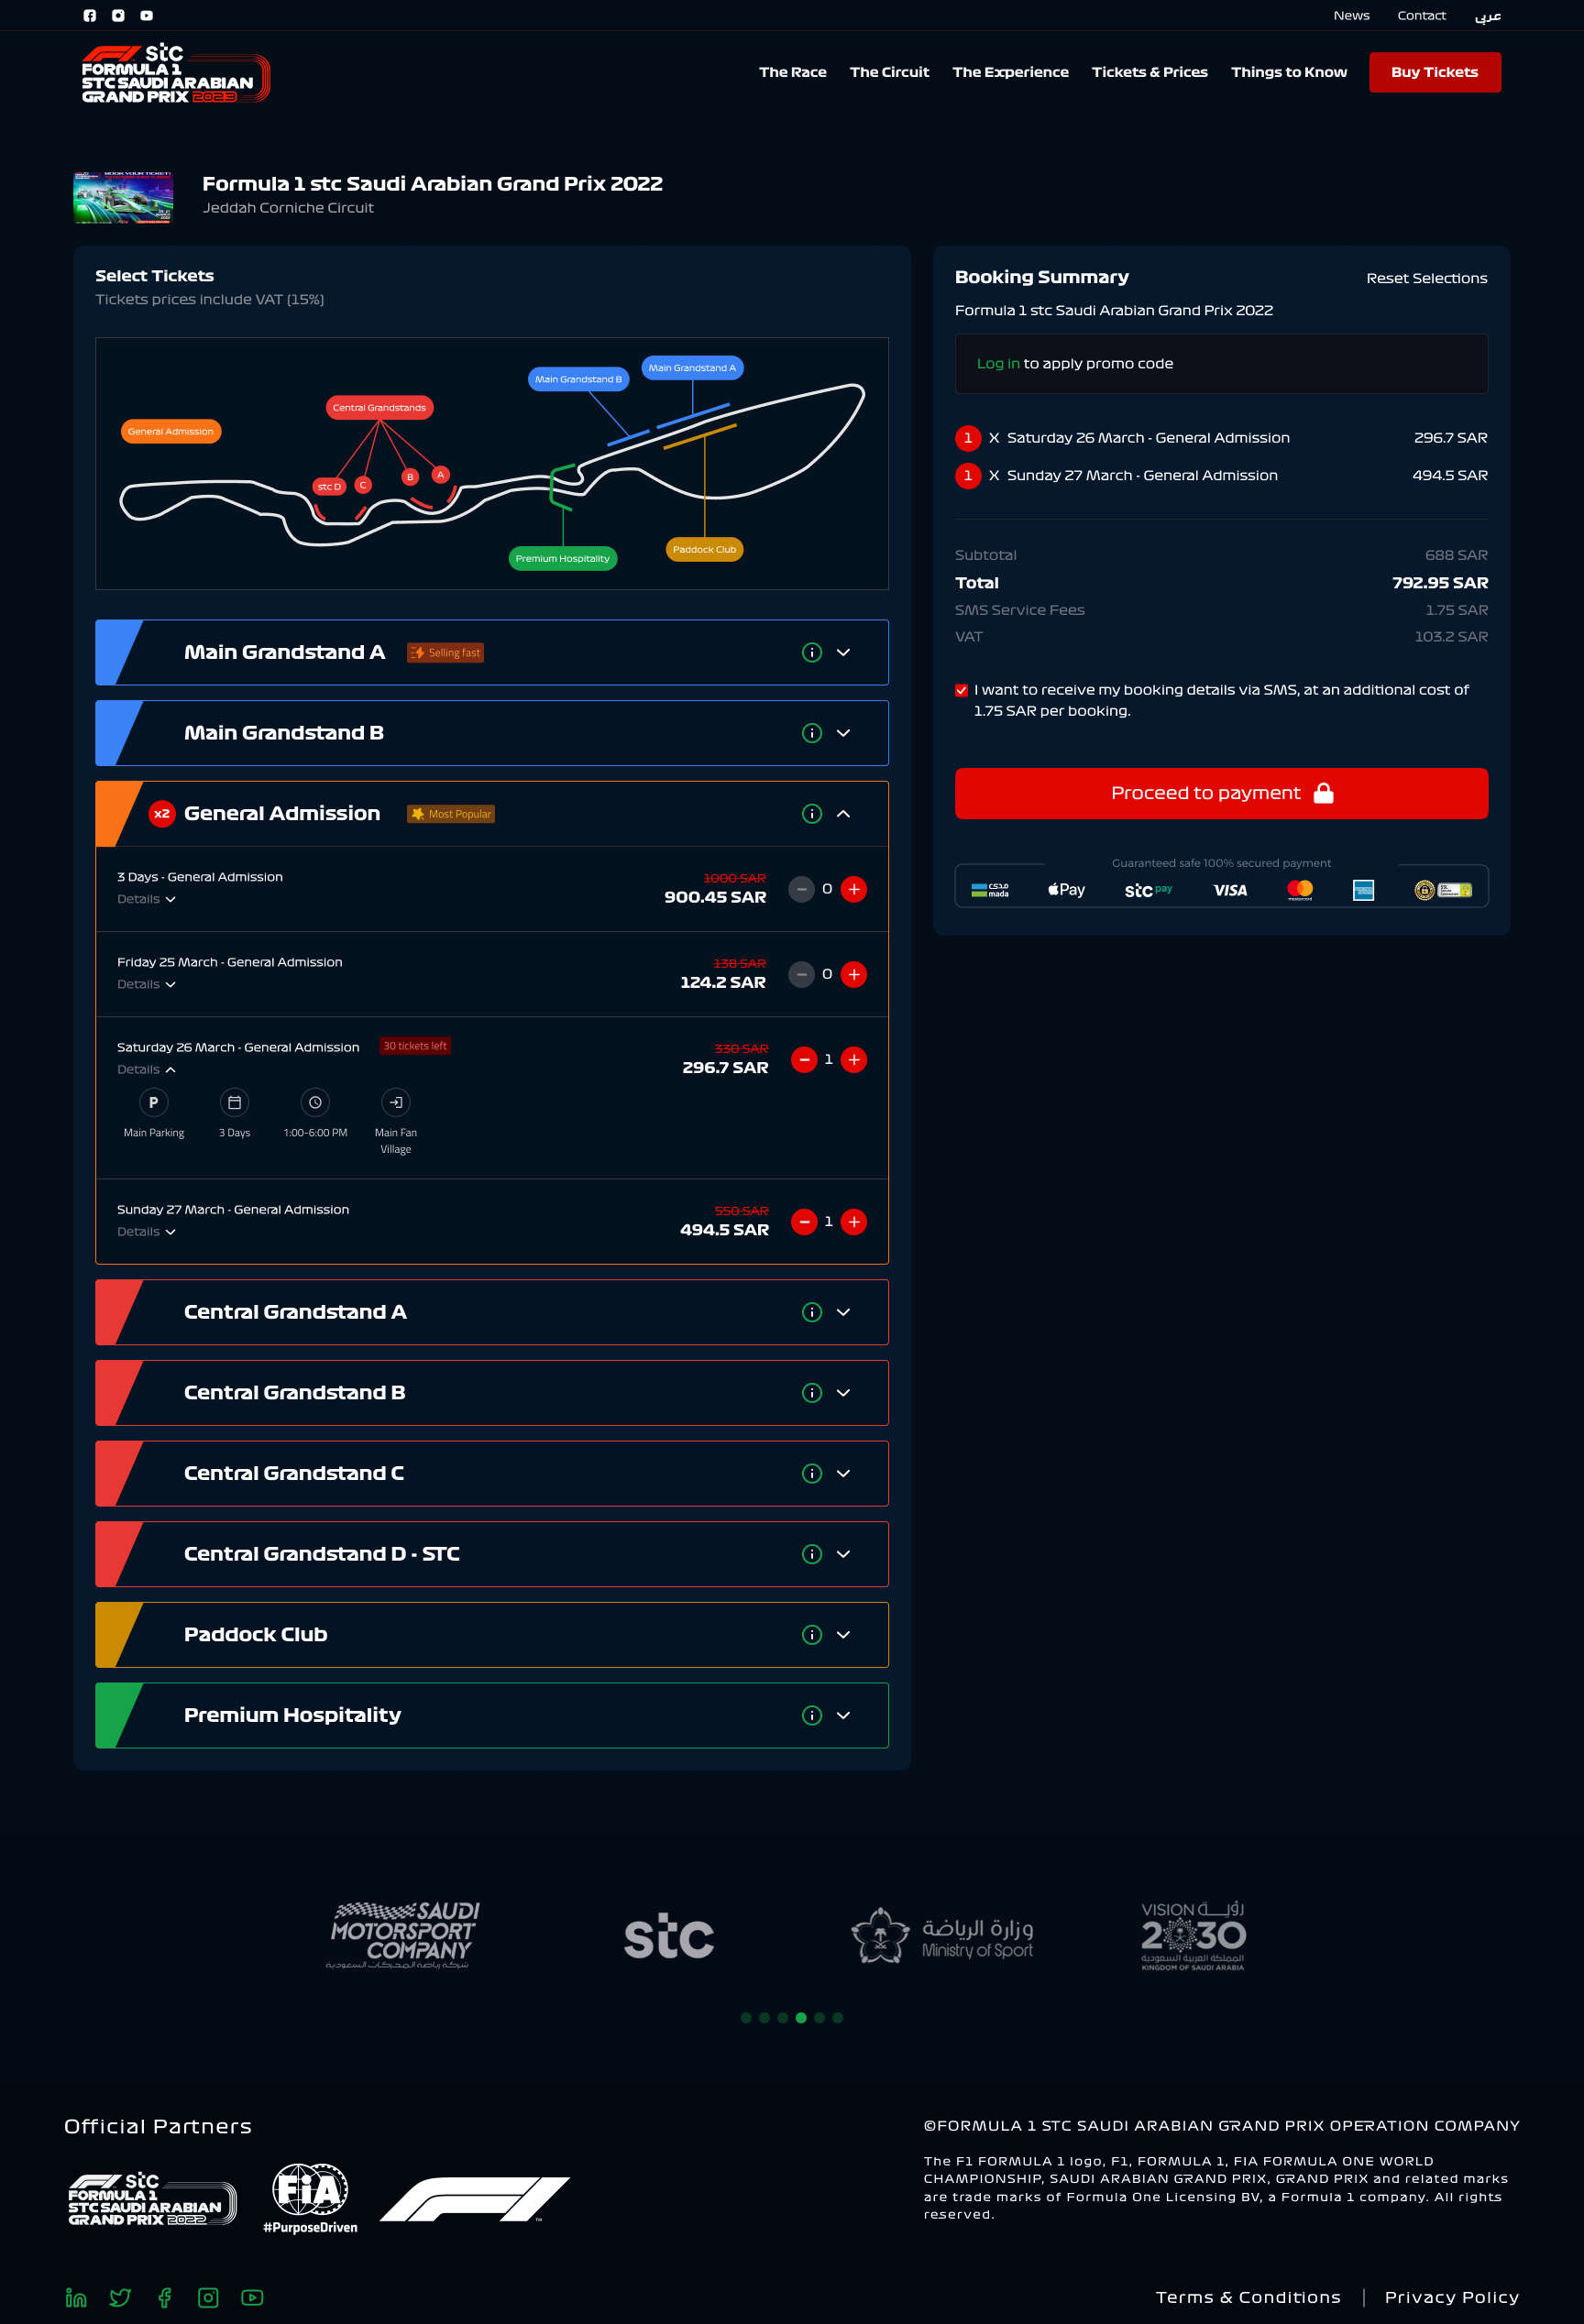 News
Contact
عربي
stc
FORMULA 1
STC SAUDI ARABIAN
GRAND PRIX 2023
The Race
The Circuit
The Experience
Tickets & Prices
Things to Know
Buy Tickets
BOOK YOUR TICKET!
Formula 1 stc Saudi Arabian Grand Prix 2022
Jeddah Corniche Circuit
Select Tickets
Tickets prices include VAT (15%)
Main Grandstand A
Main Grandstand B
Central Grandstands
General Admission
stc D
C
B
A
Premium Hospitality
Paddock Club
Main Grandstand A
Selling fast
Main Grandstand B
x2
General Admission
Most Popular
3 Days - General Admission
Details
1000 SAR
900.45 SAR
0
Friday 25 March - General Admission
Details
138 SAR
124.2 SAR
0
Saturday 26 March - General Admission
30 tickets left
Details
330 SAR
296.7 SAR
1
P
Main Parking
3 Days
1:00-6:00 PM
Main Fan
Village
Sunday 27 March - General Admission
Details
550 SAR
494.5 SAR
1
Central Grandstand A
Central Grandstand B
Central Grandstand C
Central Grandstand D - STC
Paddock Club
Premium Hospitality
Booking Summary
Reset Selections
Formula 1 stc Saudi Arabian Grand Prix 2022
Log in to apply promo code
1 X Saturday 26 March - General Admission 296.7 SAR
1 X Sunday 27 March - General Admission 494.5 SAR
Subtotal 688 SAR
Total 792.95 SAR
SMS Service Fees 1.75 SAR
VAT 103.2 SAR
I want to receive my booking details via SMS, at an additional cost of
1.75 SAR per booking.
Proceed to payment
Guaranteed safe 100% secured payment
مدى
mada
Pay
stc pay
VISA
mastercard
SAUDI
MOTORSPORT
COMPANY
شركة رياضة المحركات السعودية
stc
وزارة الرياضة
Ministry of Sport
VISION رؤية
2030
المملكة العربية السعودية
KINGDOM OF SAUDI ARABIA
Official Partners
stc
FORMULA 1
STC SAUDI ARABIAN
GRAND PRIX 2022
FiA
#PurposeDriven
TM
©FORMULA 1 STC SAUDI ARABIAN GRAND PRIX OPERATION COMPANY
The F1 FORMULA 1 logo, F1, FORMULA 1, FIA FORMULA ONE WORLD
CHAMPIONSHIP, SAUDI ARABIAN GRAND PRIX, GRAND PRIX and related marks
are trade marks of Formula One Licensing BV, a Formula 1 company. All rights
reserved.
Terms & Conditions
Privacy Policy